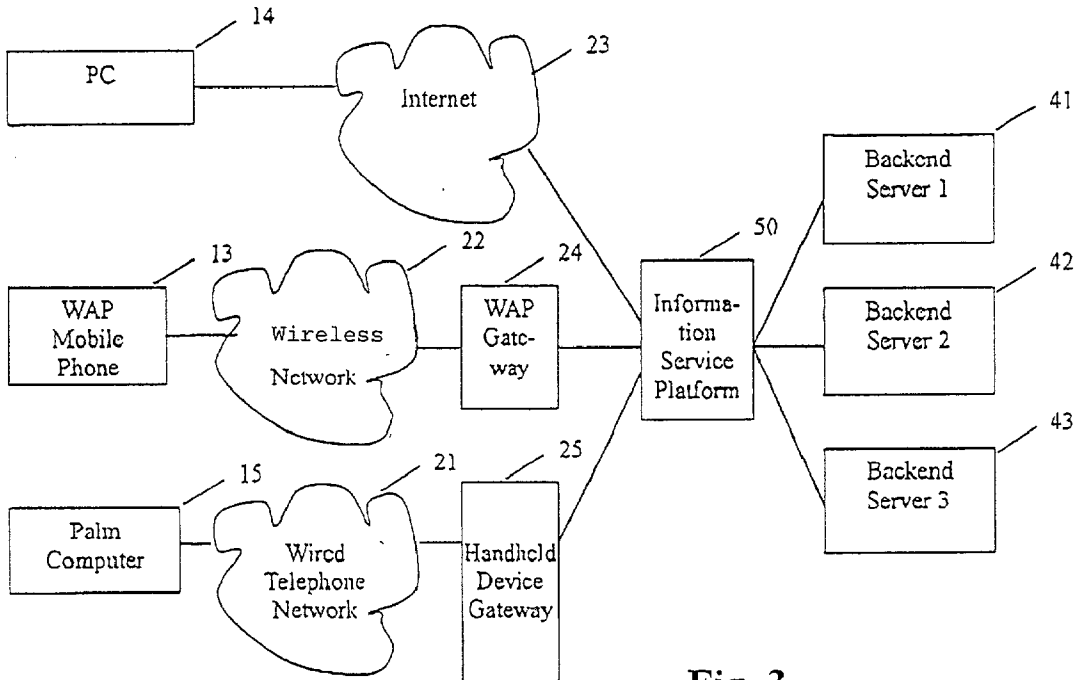 14
PC
23
Internet
41
Backend
Server 1
50
13
22
24
42
WAP
Mobile
Phone
Wireless
Network
WAP
Gate-
way
Informa-
tion
Service
Platform
Backend
Server 2
43
15
21
25
Backend
Server 3
Palm
Computer
Wired
Telephone
Network
Handheld
Device
Gateway